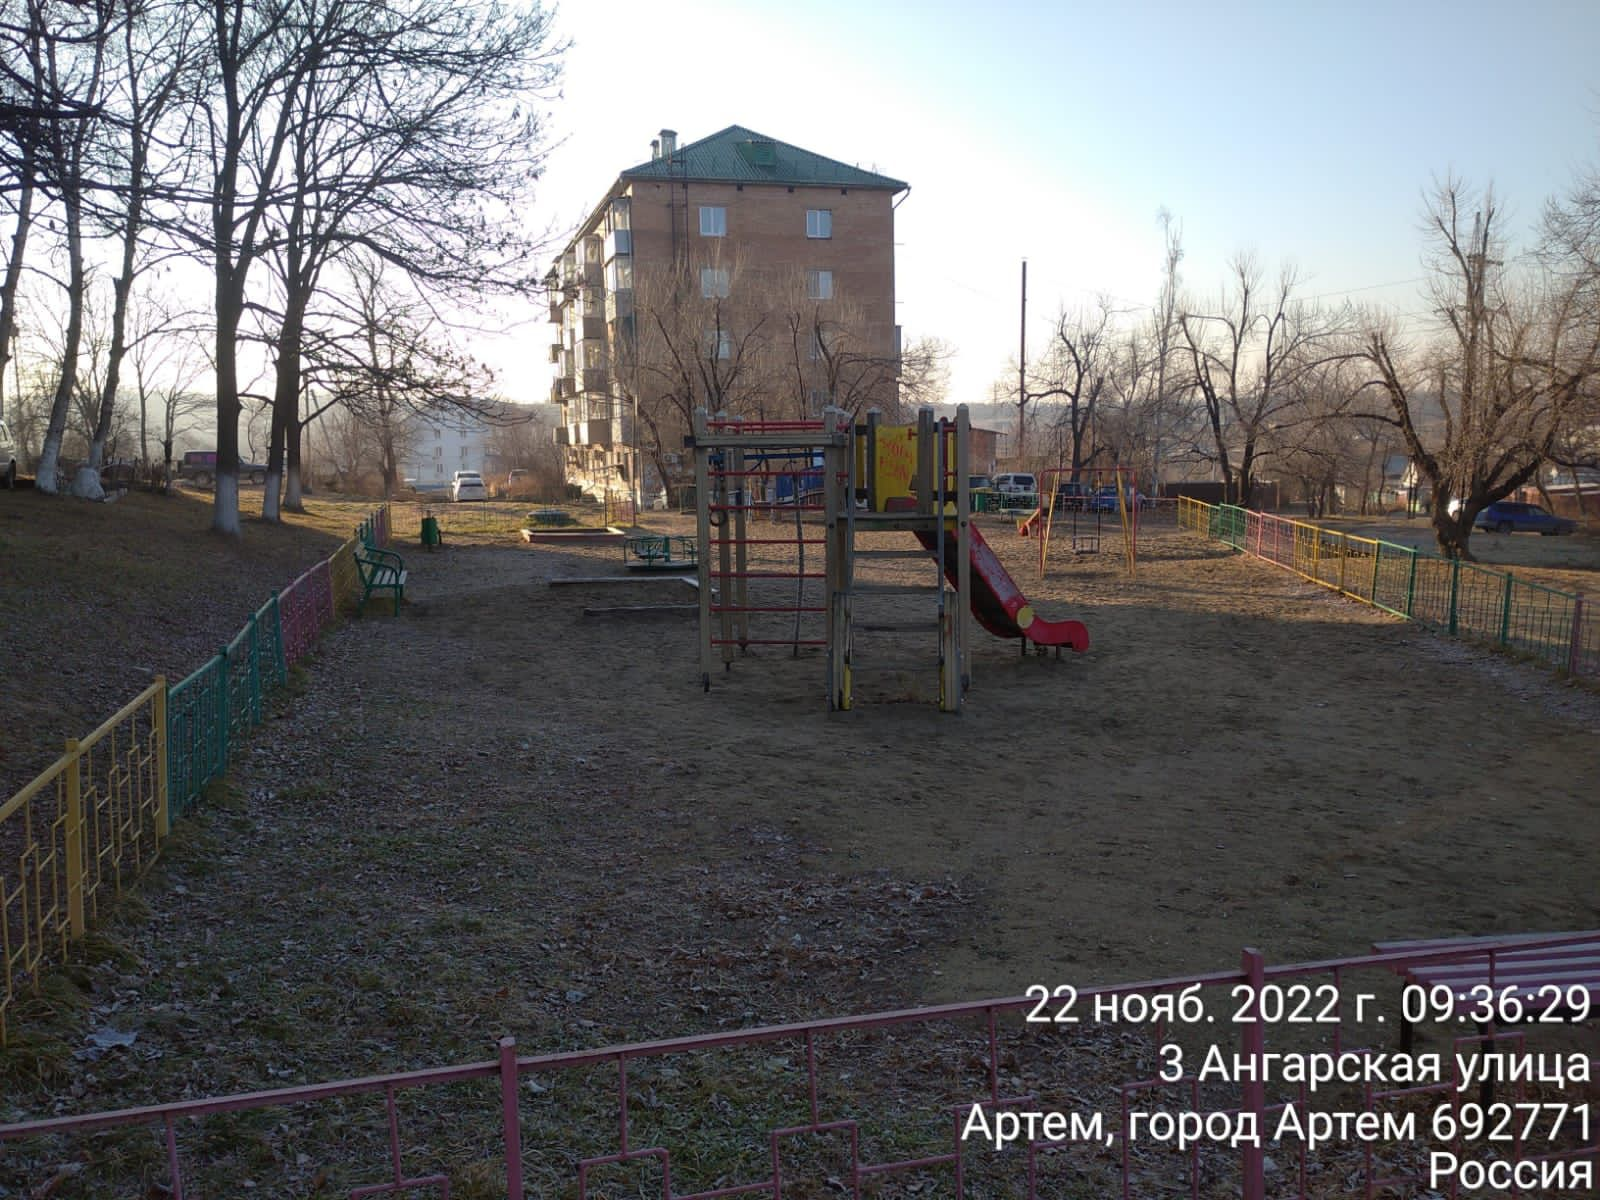 22 нояб. 2022 г. 09:36:29
3 Ангарская улица
Артем, город Артем 692771
Россия